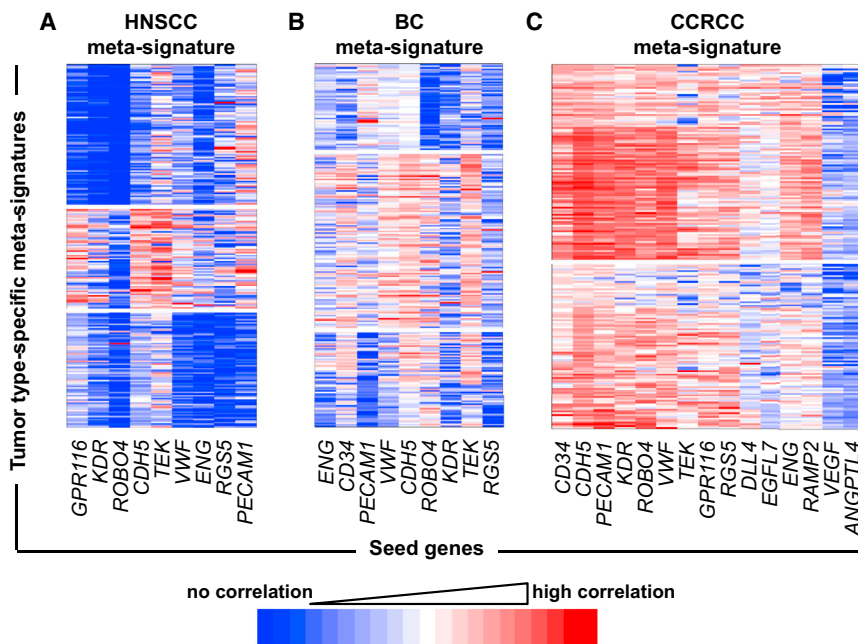 A
HNSCC
meta-signature
B
BC
meta-signature
C
CCRCC
meta-signature
Tumor type-specific meta-signatures
GPR116
KDR
ROBO4
CDH5
TEK
VWF
ENG
RGS5
PECAM1
ENG
CD34
PECAM1
VWF
CDH5
ROBO4
KDR
TEK
RGS5
CD34
CDH5
PECAM1
KDR
ROBO4
VWF
TEK
GPR116
RGS5
DLL4
EGFL7
ENG
RAMP2
VEGF
ANGPTL4
Seed genes
no correlation
high correlation